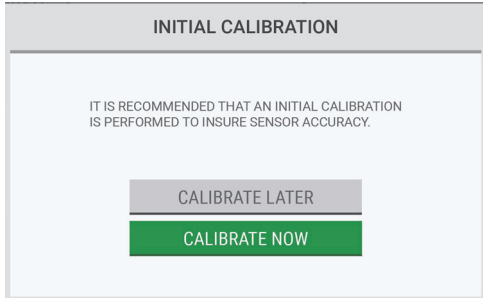 INITIAL CALIBRATION
IT IS RECOMMENDED THAT AN INITIAL CALIBRATION
IS PERFORMED TO INSURE SENSOR ACCURACY.
CALIBRATE LATER
CALIBRATE NOW